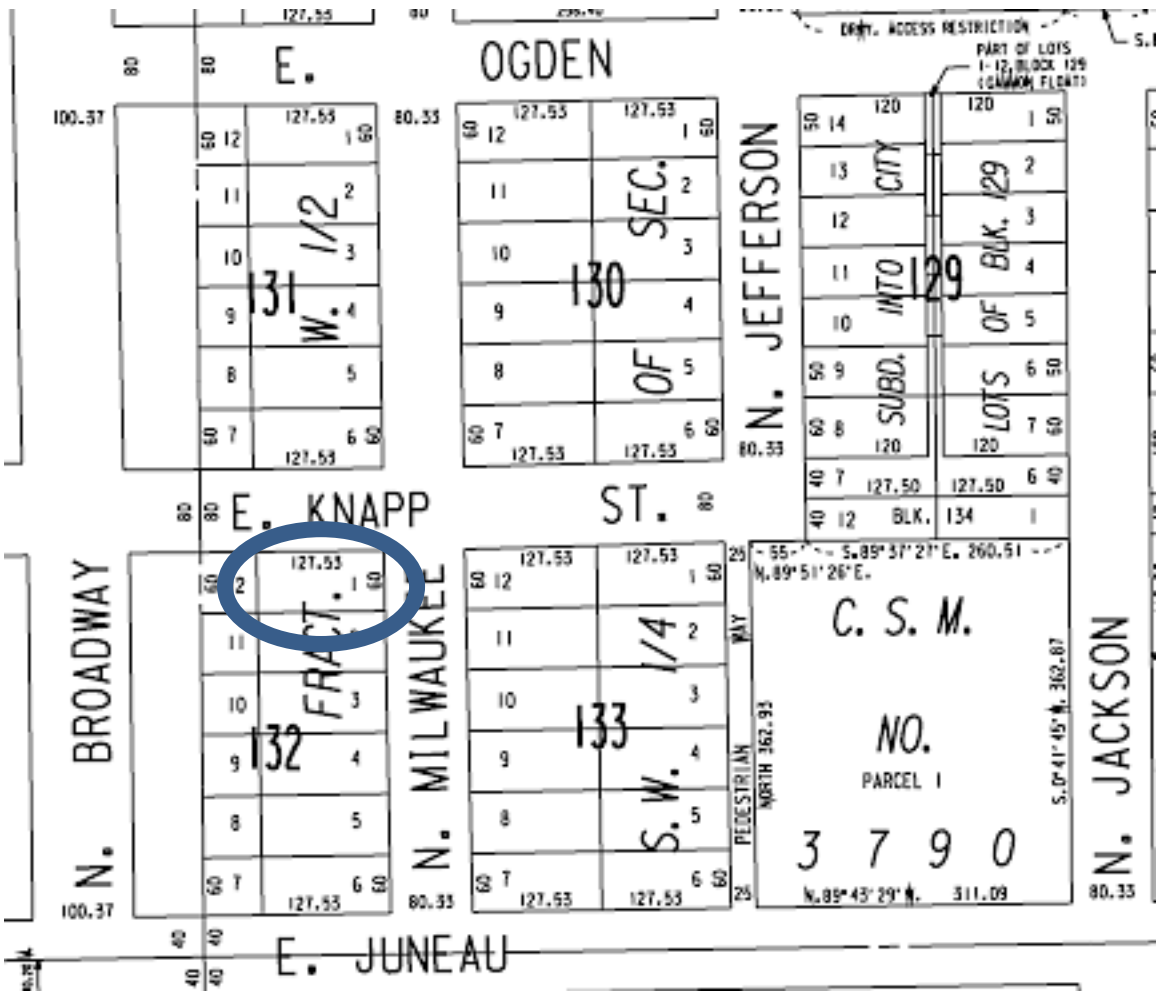 127.53
80
DRWY. ACCESS RESTRICTION
PART OF LOTS
1-12, BLOCK 129
80 80 E. OGDEN
100.37 127.53 80.33 127.53 127.53 120 120
60 12 1 60 60 12 1 60 50 14 1 50
11 2 11 2 13 2
10 3 10 3 12 3
9 4 9 4 11 4
8 5 8 5 10 5
50 9 6 50
60 7 6 60 60 7 6 60 60 8 7 60
127.53 127.53 127.53 80.33 120 120
131
W. 1/2
130
OF SEC.
N. JEFFERSON
129
SUBD. INTO CITY
LOTS OF BLK. 129
40 7 127.50 127.50 6 40
40 12 BLK. 134 1
80 80 E. KNAPP ST. 80
127.53 127.53 127.53 25 55 S.89°37'27"E. 260.51
N.89°51'26"E.
60 2 1 60 60 12 1 60
11 11 2
10 3 10 3
9 4 9 4
8 5 8 5
60 7 6 60 60 7 6 60
100.37 127.53 80.33 127.53 127.53 25
N. BROADWAY
132
FRACT.
N. MILWAUKEE
133
S. W. 1/4
PEDESTRIAN WAY
NORTH 362.93
C. S. M.
NO.
PARCEL 1
3 7 9 0
N.89°43'29"W. 311.09
S.0°41'45"W. 362.87
N. JACKSON
80.33
40 40
E. JUNEAU
40 40